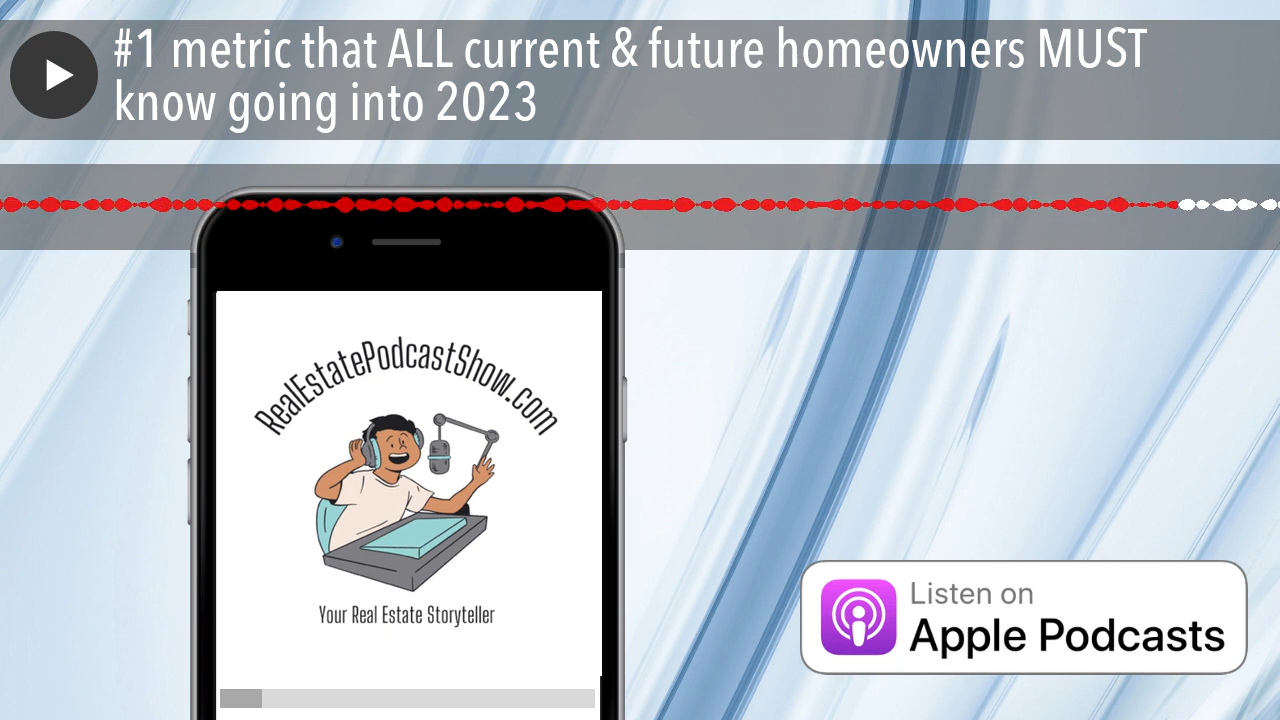 #1 metric that ALL current & future homeowners MUST
know going into 2023
RealEstatePodcastShow.com
Your Real Estate Storyteller
Listen on
Apple Podcasts